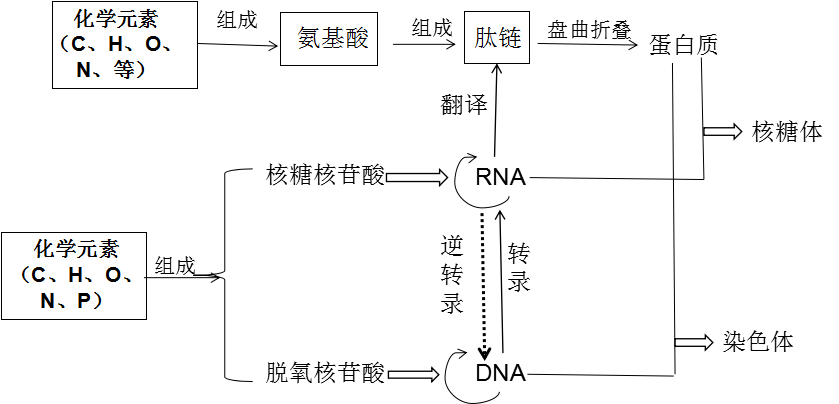 化学元素
（C、H、O、
N、等）
组成
氨基酸
组成
肽链
盘曲折叠
蛋白质
翻译
核糖体
核糖核苷酸
RNA
化学元素
（C、H、O、
N、P）
组成
逆转录
转录
染色体
脱氧核苷酸
DNA